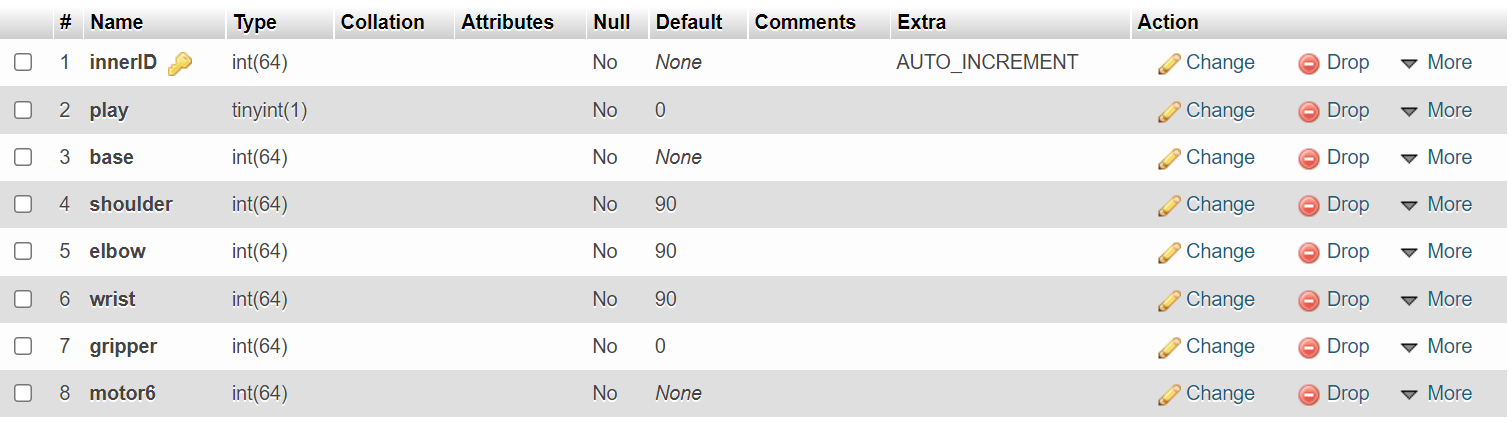 # Name Type Collation Attributes Null Default Comments Extra Action
1 innerID int(64) No None AUTO_INCREMENT Change Drop More
2 play tinyint(1) No 0 Change Drop More
3 base int(64) No None Change Drop More
4 shoulder int(64) No 90 Change Drop More
5 elbow int(64) No 90 Change Drop More
6 wrist int(64) No 90 Change Drop More
7 gripper int(64) No 0 Change Drop More
8 motor6 int(64) No None Change Drop More